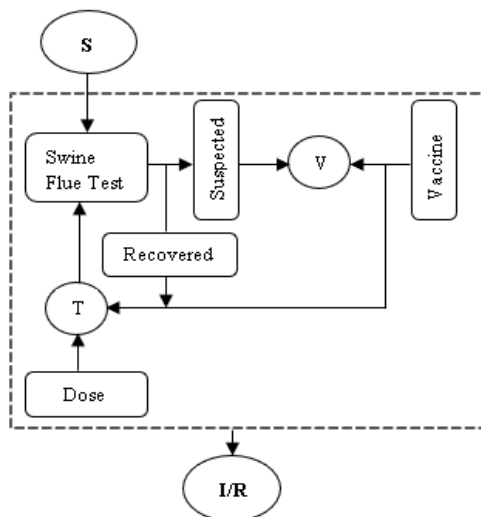 S
Swine
Flue Test
Suspected
V
Vaccine
Recovered
T
Dose
I/R